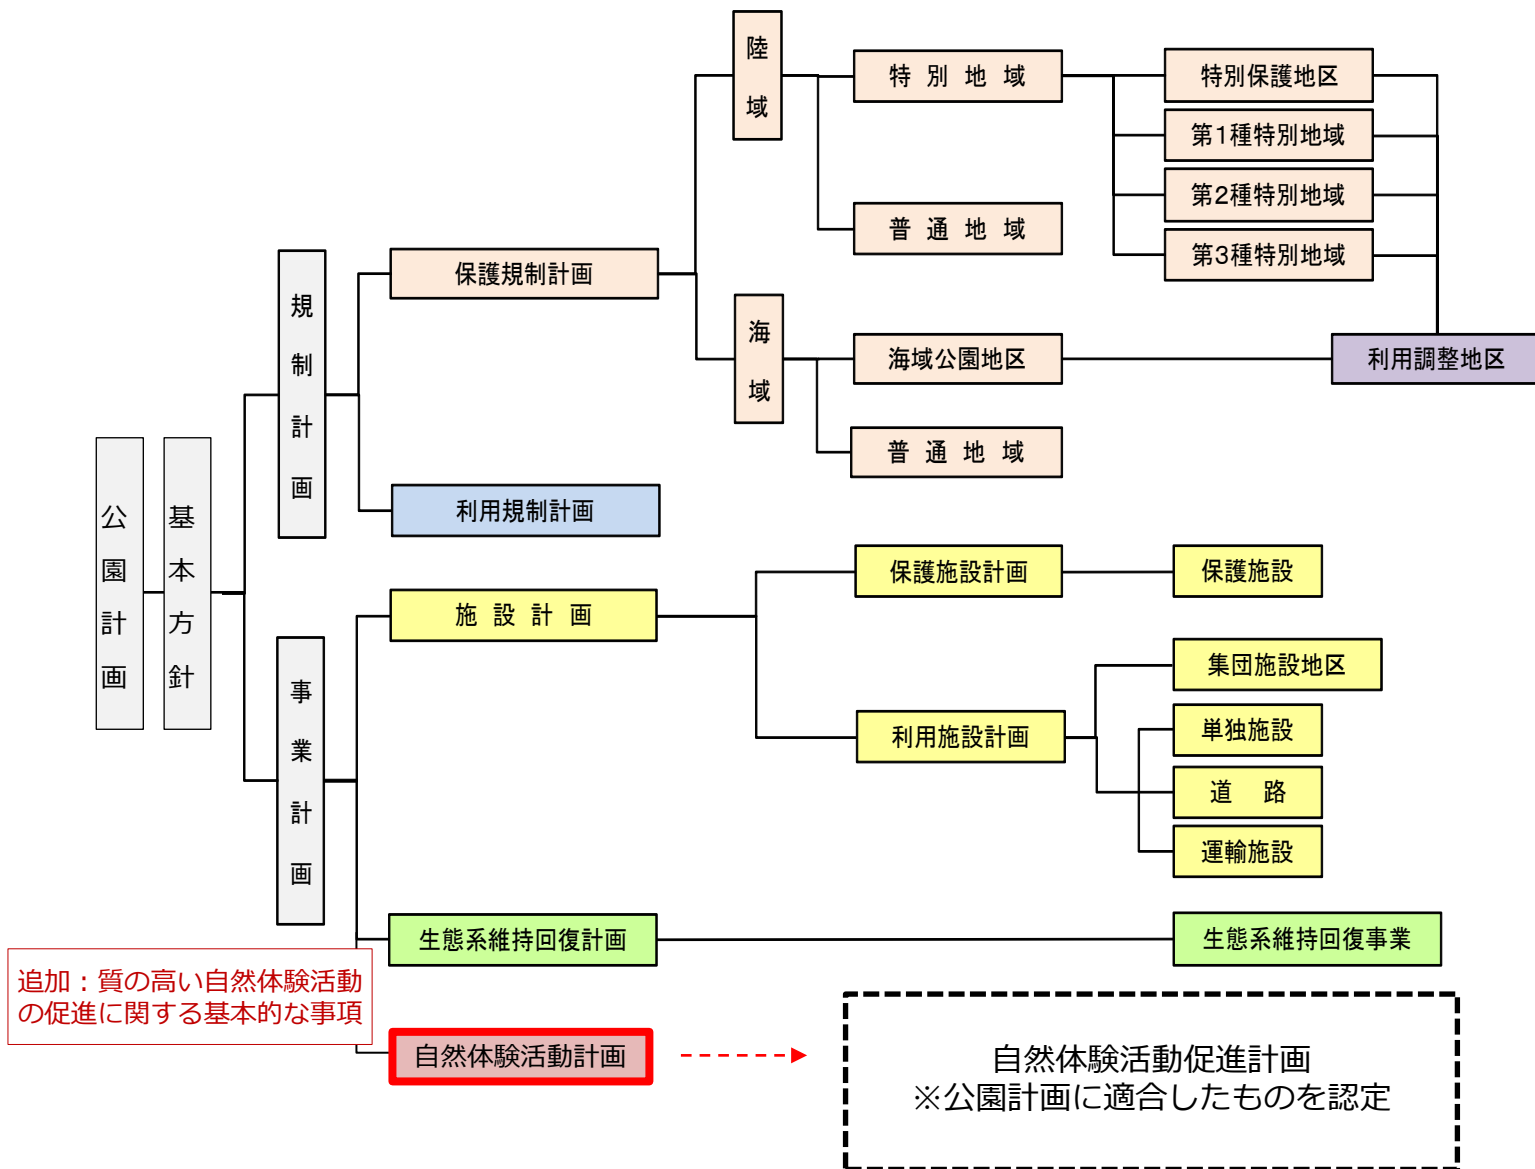 公園計画
基本方針
規制計画
事業計画
保護規制計画
利用規制計画
陸域
海域
特別地域
普通地域
海域公園地区
普通地域
特別保護地区
第1種特別地域
第2種特別地域
第3種特別地域
利用調整地区
施設計画
保護施設計画
保護施設
利用施設計画
集団施設地区
単独施設
道　路
運輸施設
生態系維持回復計画
生態系維持回復事業
追加：質の高い自然体験活動
の促進に関する基本的な事項
自然体験活動計画
自然体験活動促進計画
※公園計画に適合したものを認定